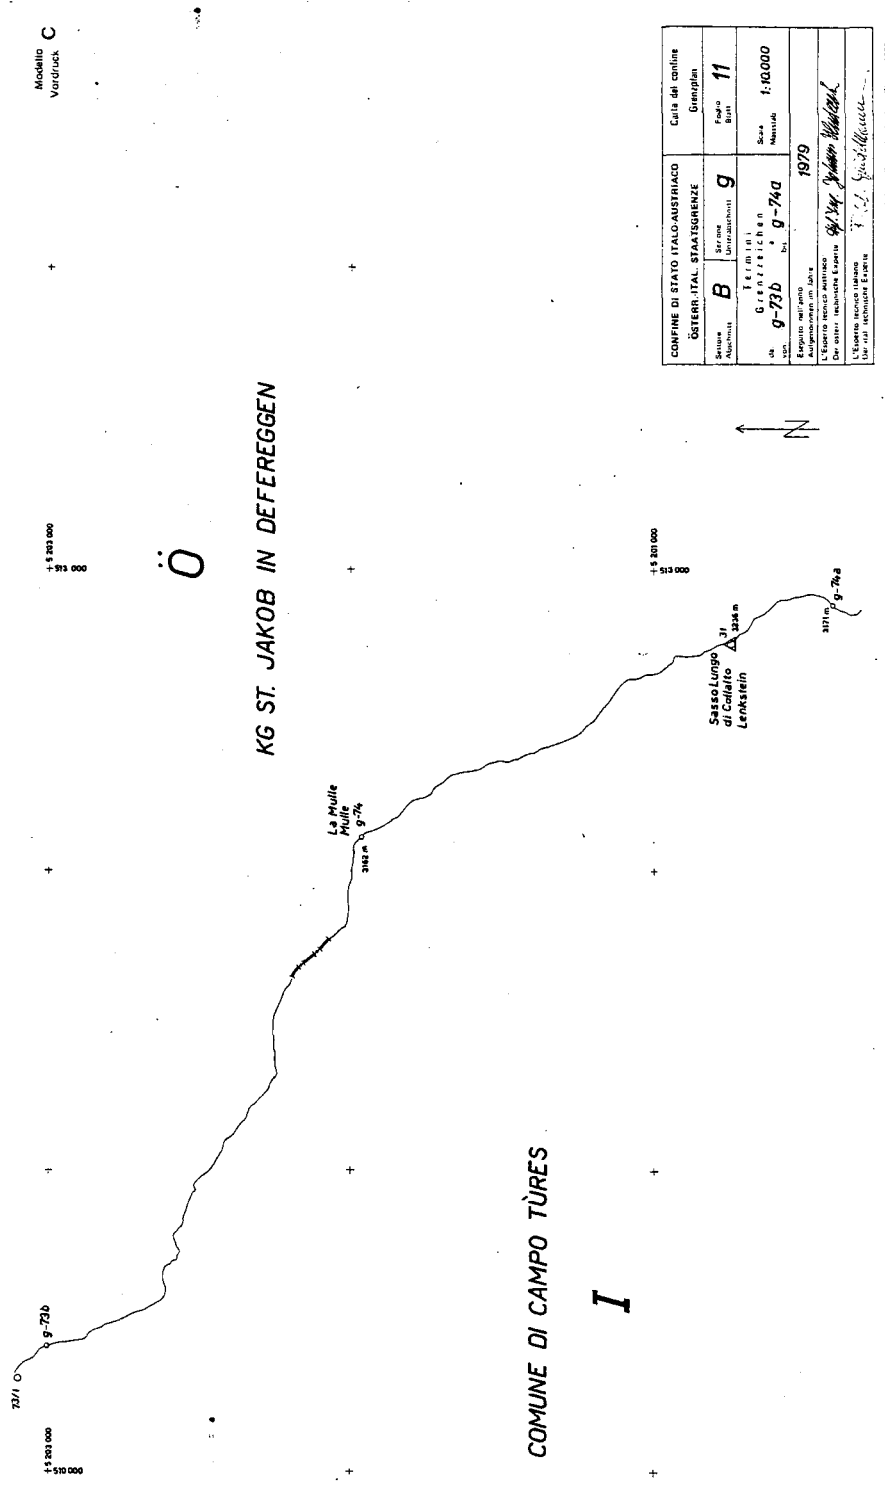 Modello
Vordruck C
+ 5 203 000
+ 513 000
Ö
KG ST. JAKOB IN DEFEREGGEN
73/1
g-73b
La Mulle
Mulle
g-74
3162 m
+ 5 203 000
+ 510 000
+ 5 201 000
+ 513 000
Sasso Lungo
di Collalto
Lenkstein
31
3236 m
3171 m
g-74a
COMUNE DI CAMPO TÙRES
I
N
CONFINE DI STATO ITALO-AUSTRIACO
ÖSTERR.-ITAL. STAATSGRENZE
Carta del confine
Grenzplan
Settore
Abschnitt B
Sezione
Unterabschnitt g
Foglio
Blatt 11
Termini
Grenzzeichen
da
von g-73b a
bis g-74a
Scala
Masstab 1:10.000
Eseguito nell'anno
Aufgenommen im Jahre 1979
L'Esperto tecnico austriaco
Der österr. technische Experte
L'Esperto tecnico italiano
Der ital. technische Experte